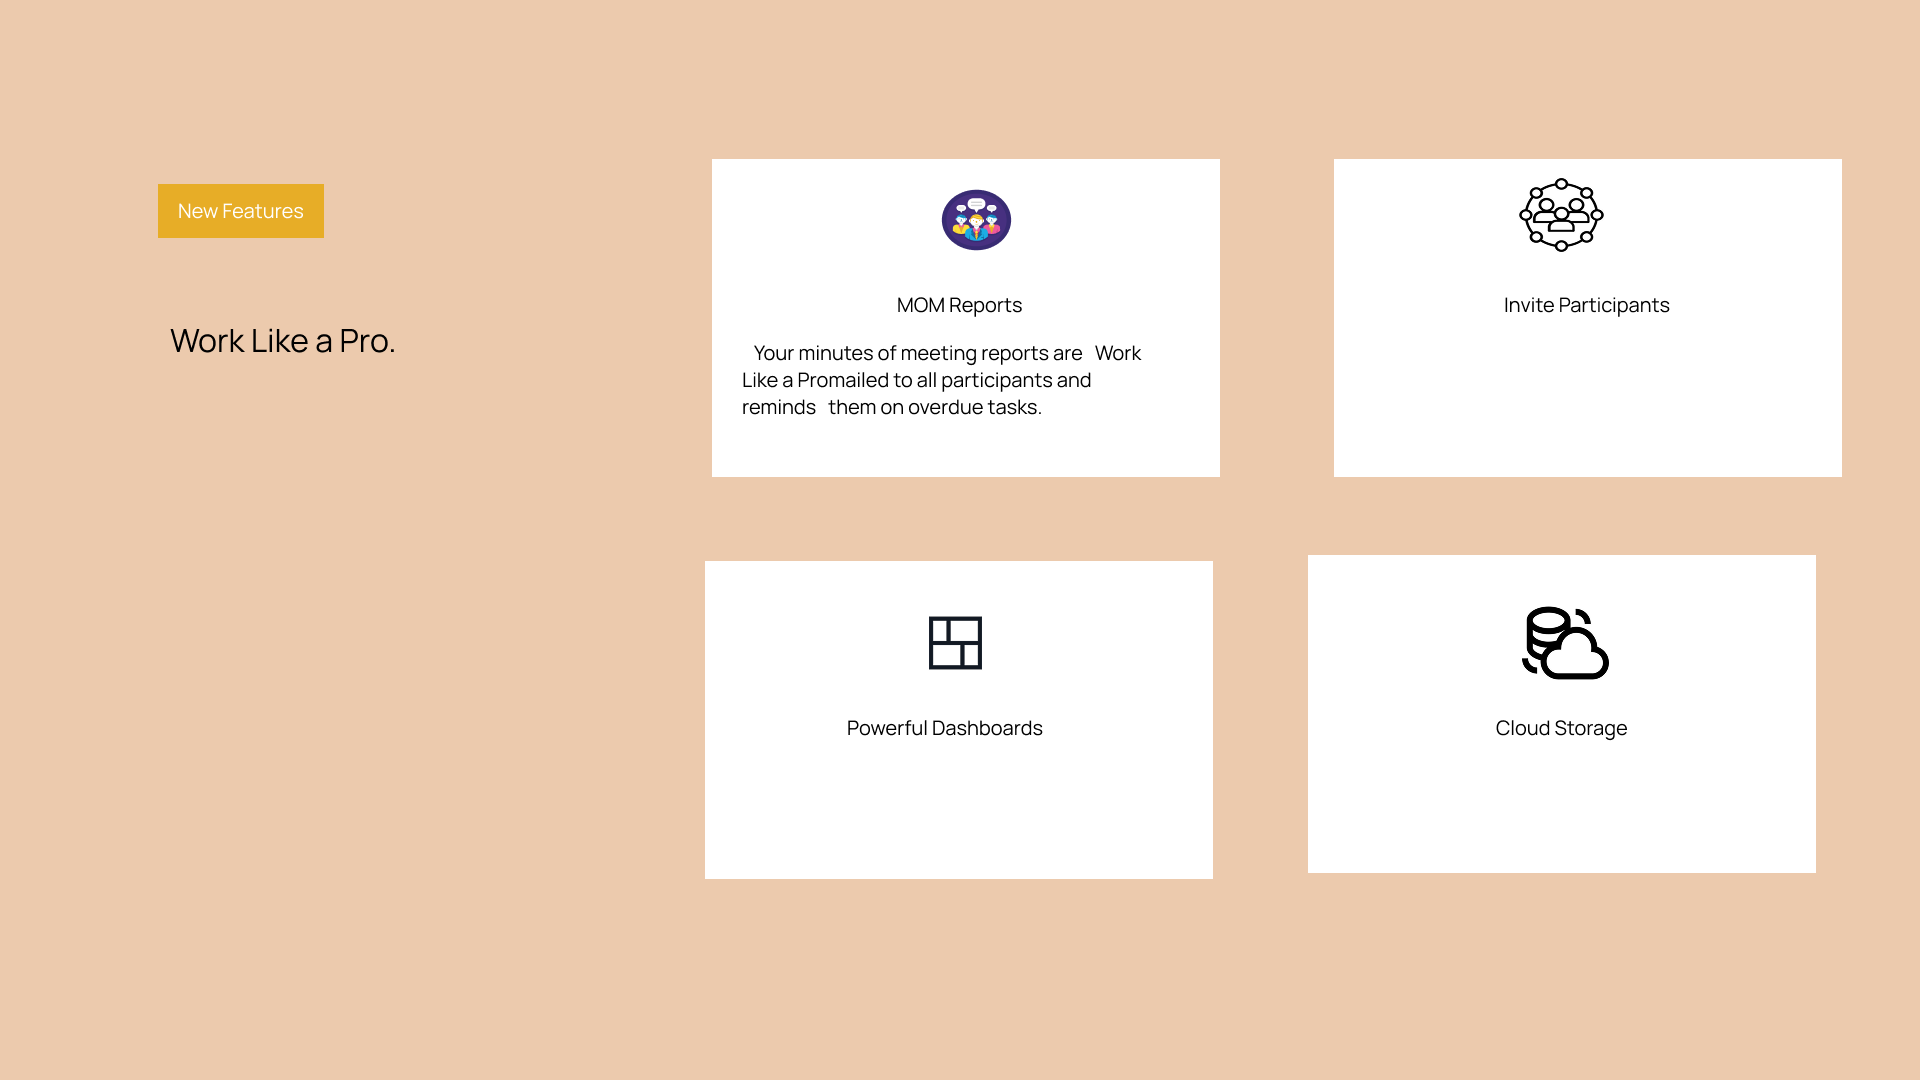 New Features
Work Like a Pro.
MOM Reports
Your minutes of meeting reports are Work
Like a Promailed to all participants and
reminds them on overdue tasks.
Invite Participants
Powerful Dashboards
Cloud Storage